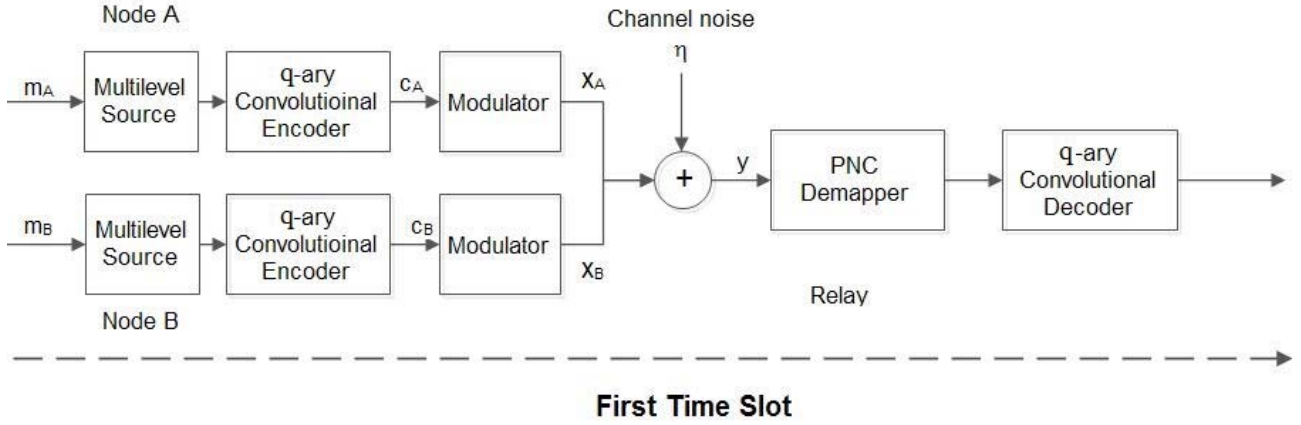 Node A
Channel noise
η
mA
Multilevel
Source
q-ary
Convolutioinal
Encoder
cA
Modulator
XA
+
y
PNC
Demapper
q-ary
Convolutional
Decoder
mB
Multilevel
Source
q-ary
Convolutioinal
Encoder
cB
Modulator
XB
Relay
Node B
First Time Slot